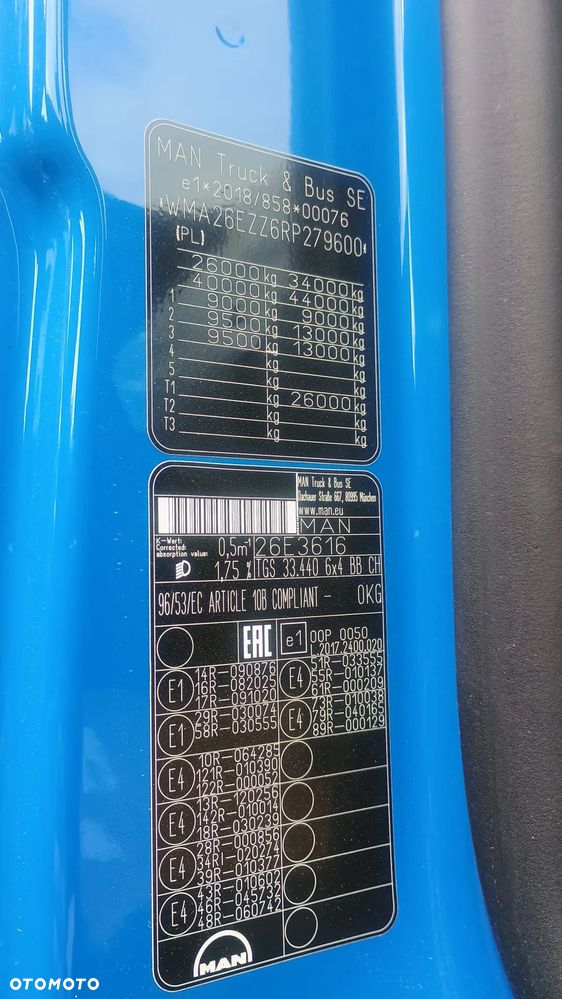 MAN Truck & Bus SE
e1*2018/858*00076
*WMA26EZZ6RP279600*
(PL)
26000 kg 34000 kg
40000 kg 44000 kg
1 9000 kg 9000 kg
2 9500 kg 13000 kg
3 9500 kg 13000 kg
4 kg kg
5 kg kg
T1 kg 26000 kg
T2 kg kg
T3 kg kg
MAN Truck & Bus SE
Dachauer Straße 667, 80995 München
www.man.eu
MAN
K-Wert:
Corrected
absorption value:
0,5m-1
26E3616
1,75 %
TGS 33.440 6x4 BB CH
96/53/EC ARTICLE 10B COMPLIANT - 0KG
EAC
e1
00P 0050
L.2017.2400.020
E1
14R-090876
16R-082025
17R-091020
E4
51R-033555
55R-010131
61R-000209
E1
29R-030074
58R-030555
E4
73R-010038
79R-040165
89R-000129
E4
10R-064285
121R-010390
122R-000052
E4
13R-120256
142R-010014
18R-030239
E4
28R-000856
34RI-020274
39R-010377
E4
43R-010602
46R-045732
48R-060742
MAN
OTOMOTO